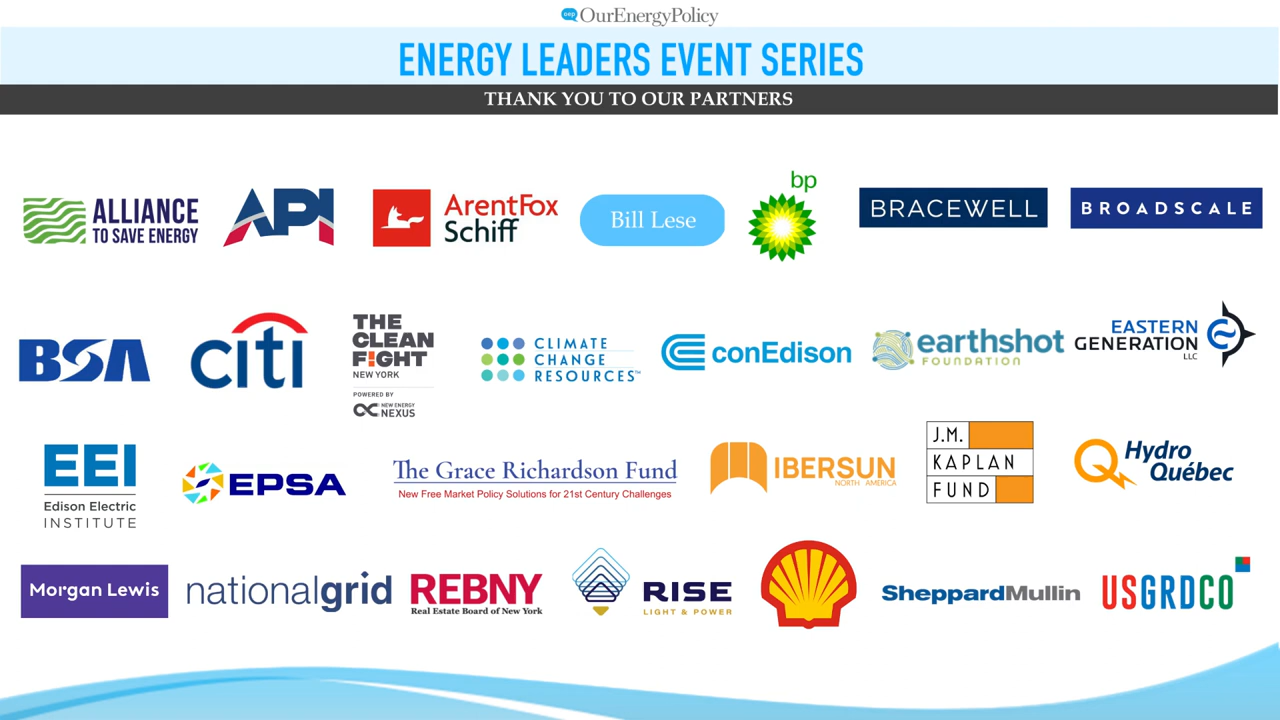 oep OurEnergyPolicy
ENERGY LEADERS EVENT SERIES
THANK YOU TO OUR PARTNERS
ALLIANCE
TO SAVE ENERGY
API
ArentFox
Schiff
Bill Lese
bp
BRACEWELL
BROADSCALE
BSA
citi
THE
CLEAN
F!GHT
NEW YORK
POWERED BY
NEW ENERGY
NEXUS
CLIMATE
CHANGE
RESOURCES™
conEdison
earthshot
FOUNDATION
EASTERN
GENERATION
LLC
EEI
Edison Electric
INSTITUTE
EPSA
The Grace Richardson Fund
New Free Market Policy Solutions for 21st Century Challenges
IBERSUN
NORTH AMERICA
J.M.
KAPLAN
FUND
Hydro
Québec
Morgan Lewis
nationalgrid
REBNY
Real Estate Board of New York
RISE
LIGHT & POWER
SheppardMullin
USGRDCO